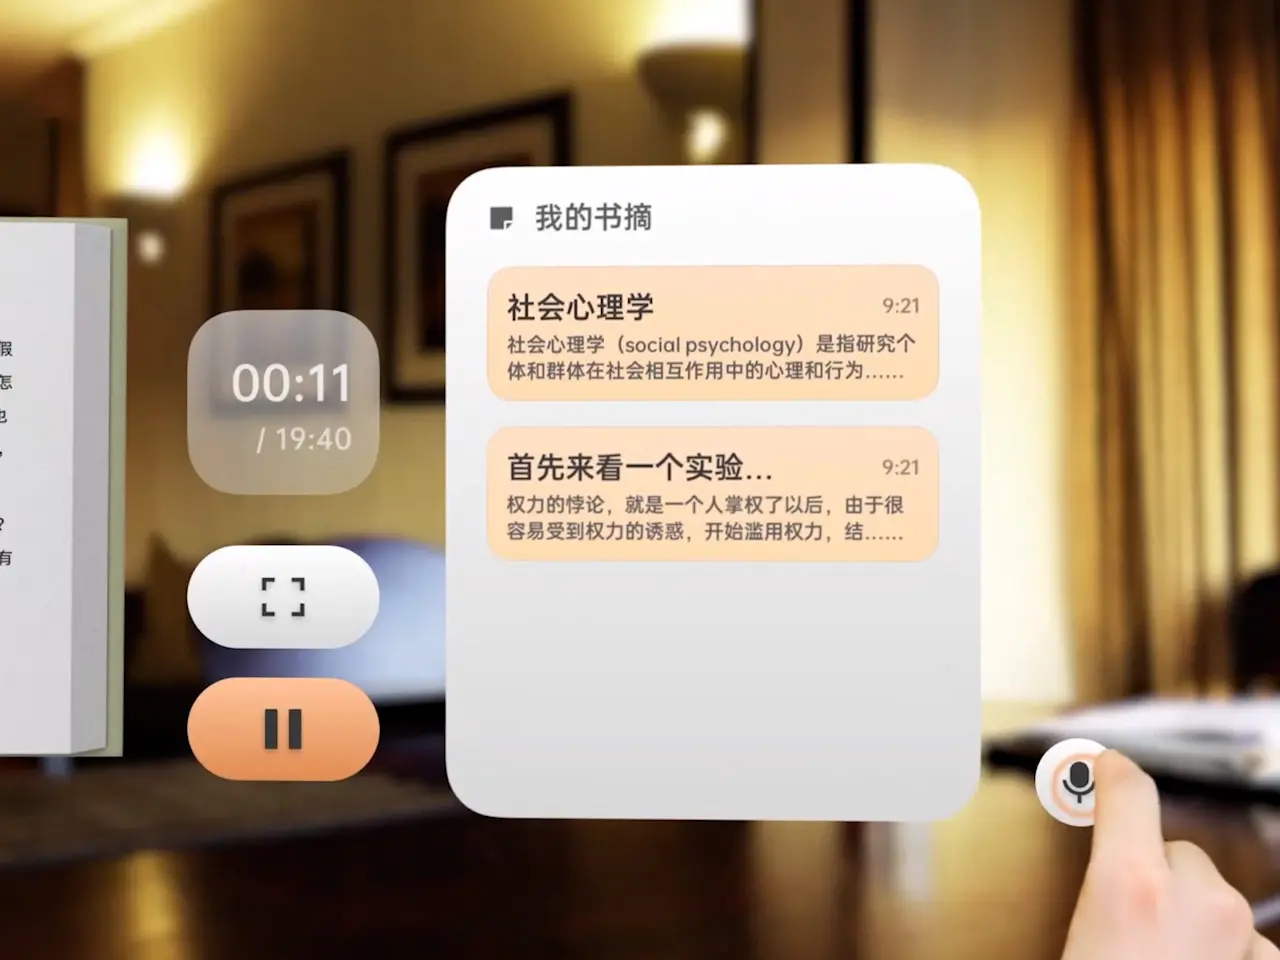 假
怎
也
，
？
有
00:11
/ 19:40
我的书摘
社会心理学
9:21
社会心理学（social psychology）是指研究个
体和群体在社会相互作用中的心理和行为……
首先来看一个实验...
9:21
权力的悖论，就是一个人掌权了以后，由于很
容易受到权力的诱惑，开始滥用权力，结……